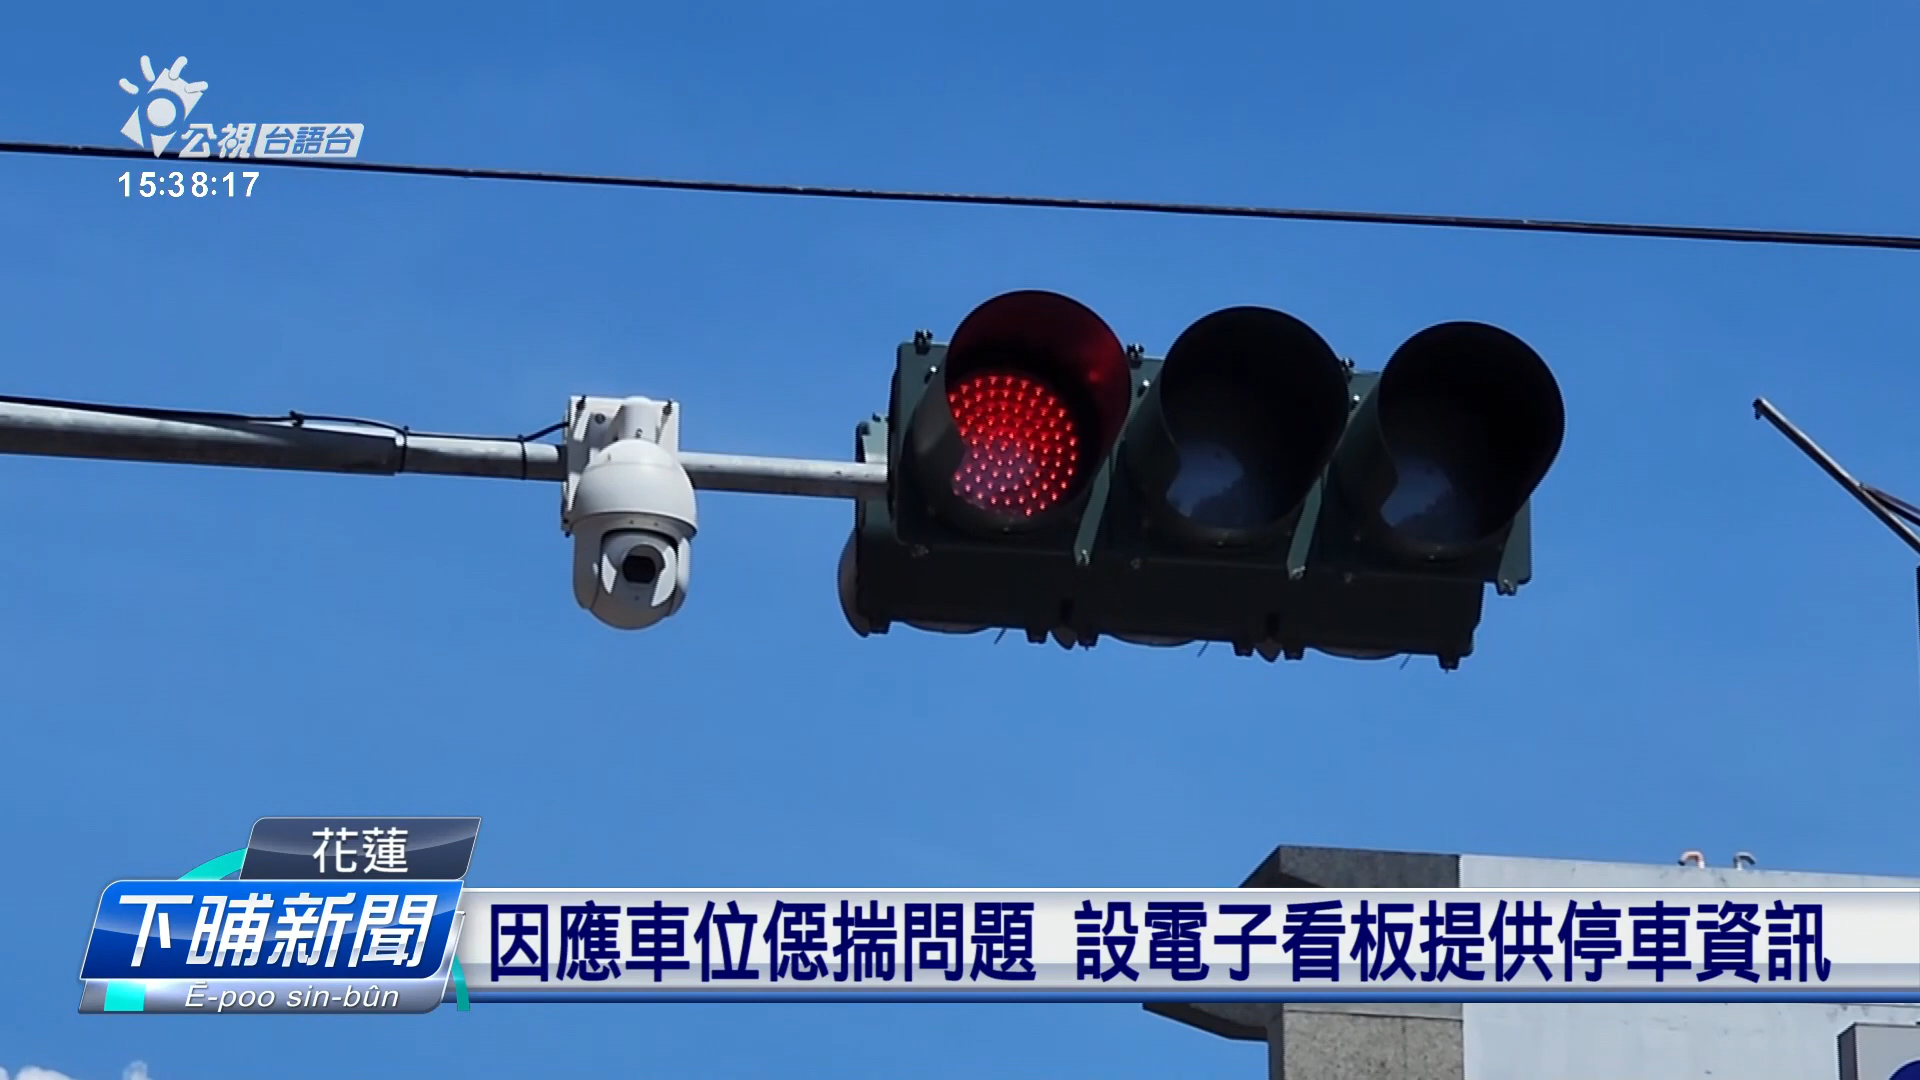 公視台語台
15:38:17
花蓮
下晡新聞
Ē-poo sin-bûn
因應車位僫揣問題 設電子看板提供停車資訊